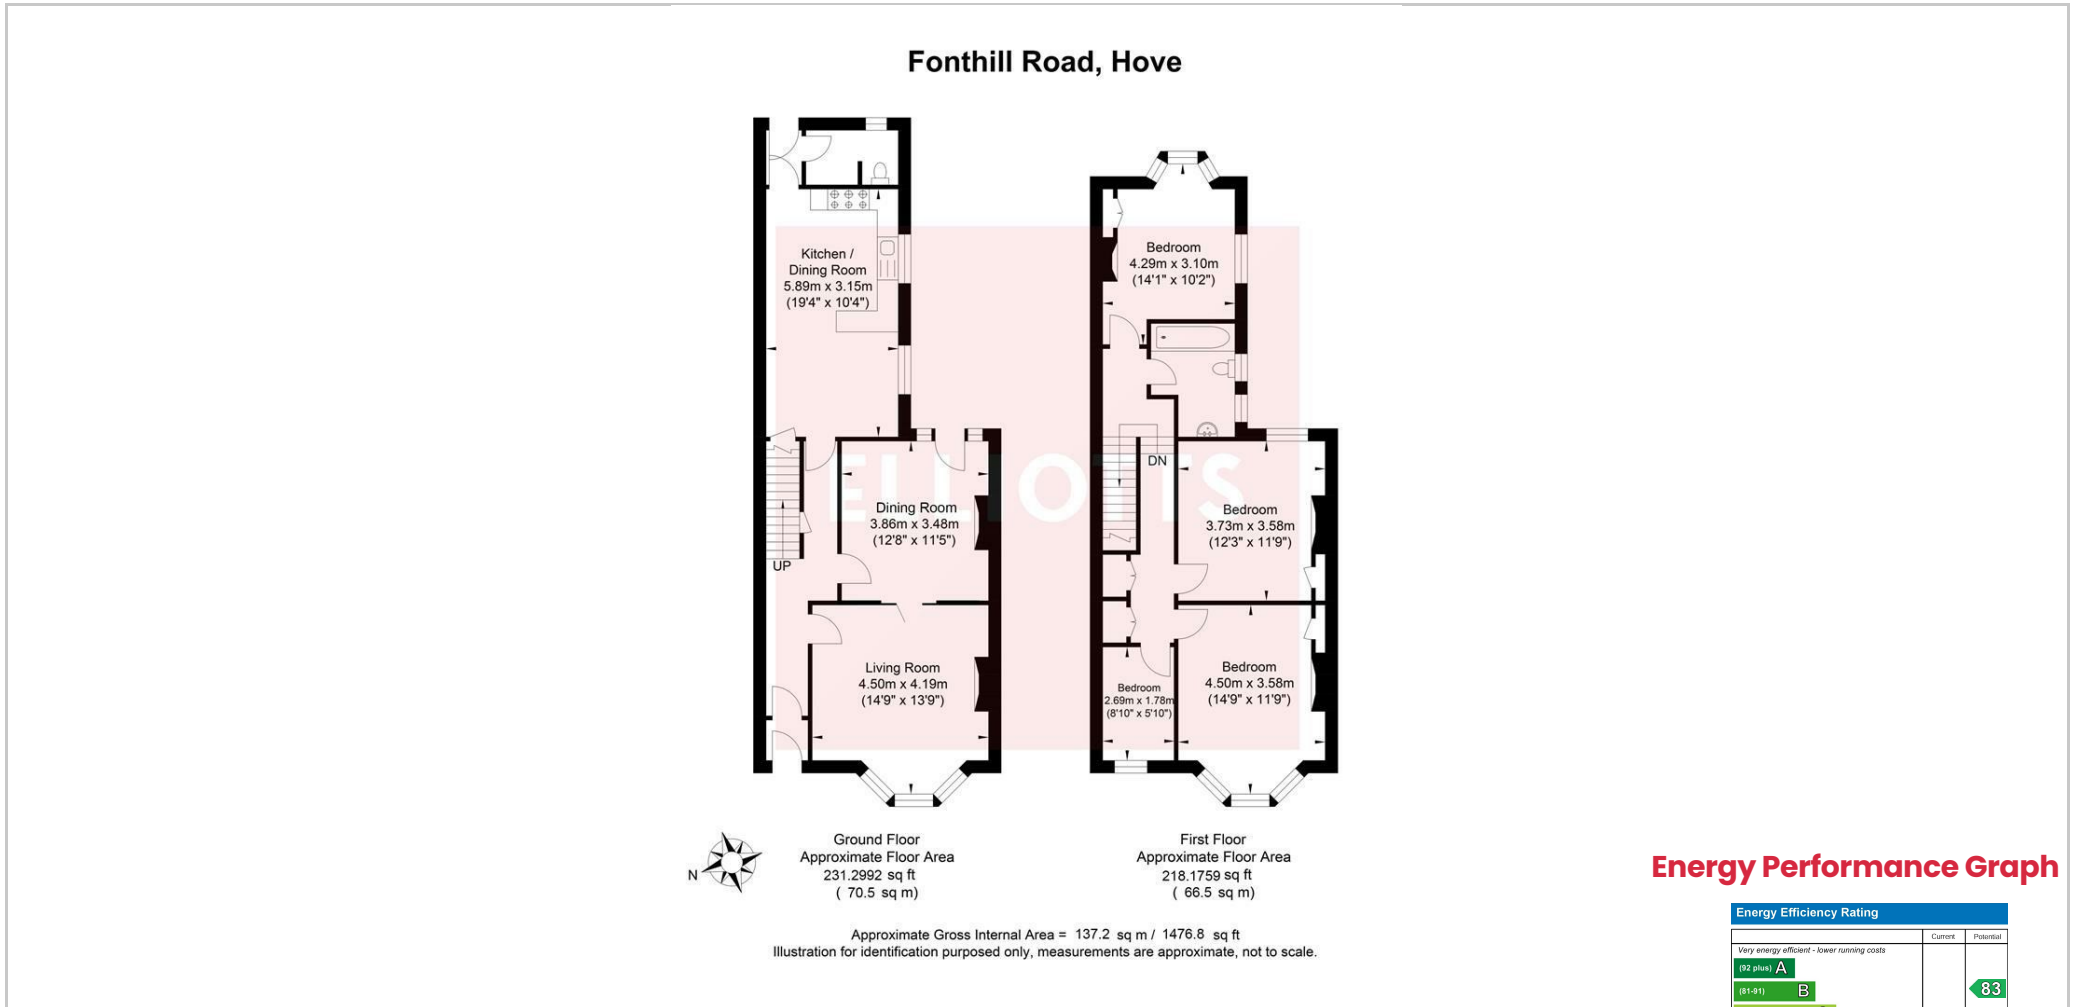 Fonthill Road, Hove
Kitchen /
Dining Room
5.89m x 3.15m
(19'4" x 10'4")
UP
Dining Room
3.86m x 3.48m
(12'8" x 11'5")
Living Room
4.50m x 4.19m
(14'9" x 13'9")
Bedroom
4.29m x 3.10m
(14'1" x 10'2")
DN
Bedroom
3.73m x 3.58m
(12'3" x 11'9")
Bedroom
2.69m x 1.78m
(8'10" x 5'10")
Bedroom
4.50m x 3.58m
(14'9" x 11'9")
ELLIOTTS
N
Ground Floor
Approximate Floor Area
231.2992 sq ft
( 70.5 sq m)
First Floor
Approximate Floor Area
218.1759 sq ft
( 66.5 sq m)
Approximate Gross Internal Area = 137.2 sq m / 1476.8 sq ft
Illustration for identification purposed only, measurements are approximate, not to scale.
Energy Performance Graph
Energy Efficiency Rating
Current Potential
Very energy efficient - lower running costs
(92 plus) A
(81-91) B
83